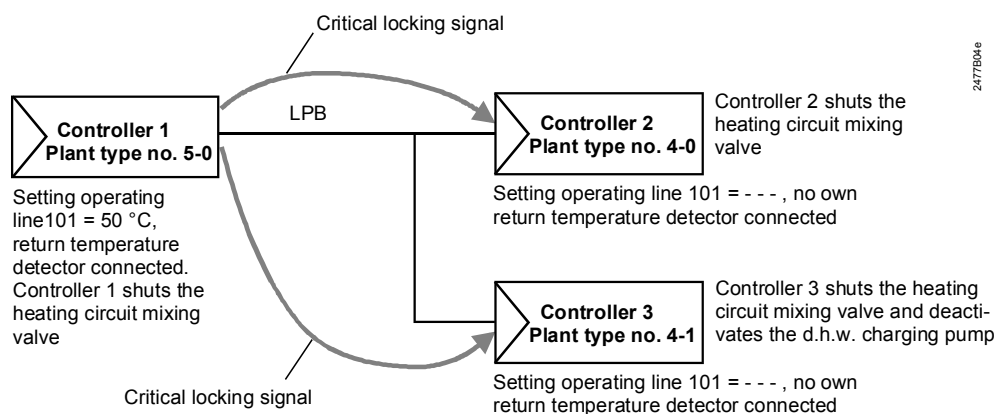 Critical locking signal
2477B04e
LPB
Controller 1
Plant type no. 5-0
Controller 2
Plant type no. 4-0
Controller 2 shuts the
heating circuit mixing
valve
Setting operating
line101 = 50 °C,
return temperature
detector connected.
Controller 1 shuts the
heating circuit mixing
valve
Setting operating line 101 = - - - , no own
return temperature detector connected
Controller 3
Plant type no. 4-1
Controller 3 shuts the heating
circuit mixing valve and deacti-
vates the d.h.w. charging pump
Critical locking signal
Setting operating line 101 = - - - , no own
return temperature detector connected